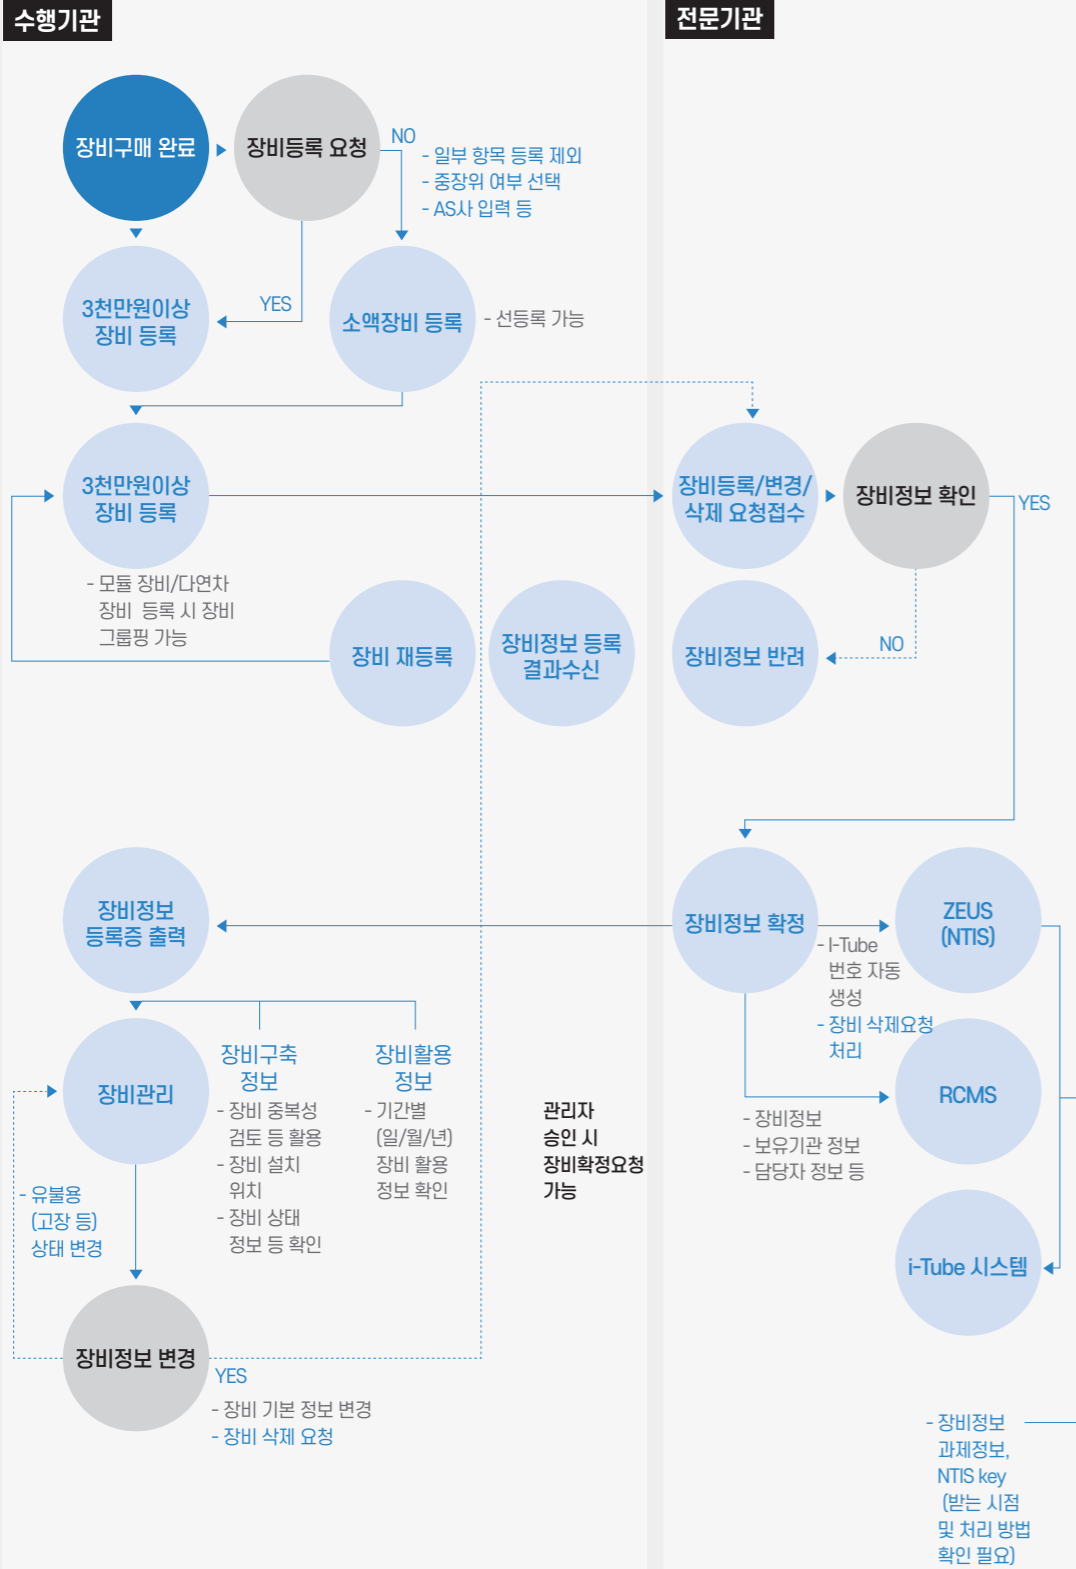 수행기관
전문기관
장비구매 완료
장비등록 요청
NO
- 일부 항목 등록 제외
- 중장위 여부 선택
- AS사 입력 등
3천만원이상
장비 등록
YES
소액장비 등록
- 선등록 가능
3천만원이상
장비 등록
- 모듈 장비/다연차
장비 등록 시 장비
그룹핑 가능
장비등록/변경/
삭제 요청접수
장비정보 확인
YES
장비 재등록
장비정보 등록
결과수신
장비정보 반려
NO
장비정보
등록증 출력
장비정보 확정
- I-Tube
번호 자동
생성
- 장비 삭제요청
처리
ZEUS
(NTIS)
장비관리
장비구축
정보
- 장비 중복성
검토 등 활용
- 장비 설치
위치
- 장비 상태
정보 등 확인
장비활용
정보
- 기간별
(일/월/년)
장비 활용
정보 확인
관리자
승인 시
장비확정요청
가능
- 장비정보
- 보유기관 정보
- 담당자 정보 등
RCMS
- 유불용
(고장 등)
상태 변경
i-Tube 시스템
장비정보 변경
YES
- 장비 기본 정보 변경
- 장비 삭제 요청
- 장비정보
과제정보,
NTIS key
(받는 시점
및 처리 방법
확인 필요)